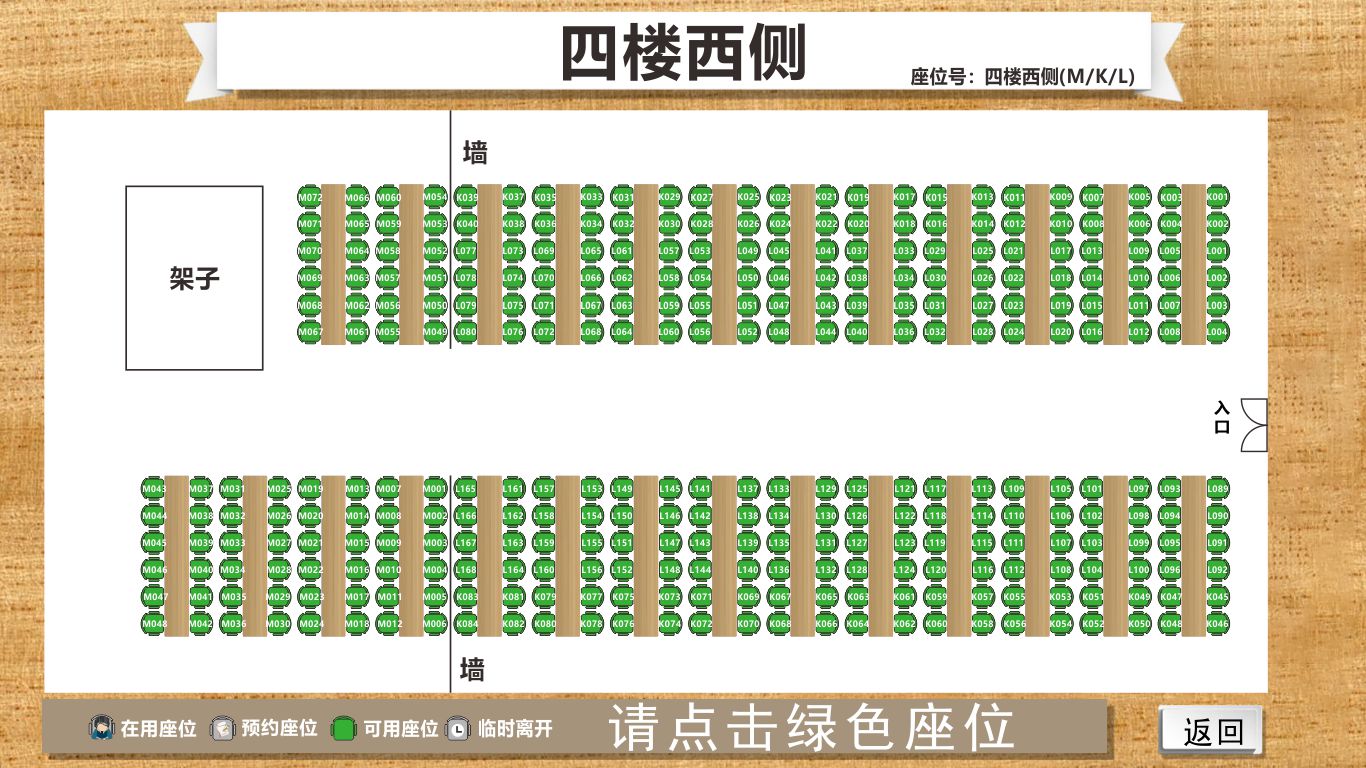 四楼西侧
座位号：四楼西侧(M/K/L)
墙
架子
M072 M066 M060 M054 K039 K037 K035 K033 K031 K029 K027 K025 K023 K021 K019 K017 K015 K013 K011 K009 K007 K005 K003 K001
M071 M065 M059 M053 K040 K038 K036 K034 K032 K030 K028 K026 K024 K022 K020 K018 K016 K014 K012 K010 K008 K006 K004 K002
M070 M064 M058 M052 L077 L073 L069 L065 L061 L057 L053 L049 L045 L041 L037 L033 L029 L025 L021 L017 L013 L009 L005 L001
M069 M063 M057 M051 L078 L074 L070 L066 L062 L058 L054 L050 L046 L042 L038 L034 L030 L026 L022 L018 L014 L010 L006 L002
M068 M062 M056 M050 L079 L075 L071 L067 L063 L059 L055 L051 L047 L043 L039 L035 L031 L027 L023 L019 L015 L011 L007 L003
M067 M061 M055 M049 L080 L076 L072 L068 L064 L060 L056 L052 L048 L044 L040 L036 L032 L028 L024 L020 L016 L012 L008 L004
入
口
M043 M037 M031 M025 M019 M013 M007 M001 L165 L161 L157 L153 L149 L145 L141 L137 L133 L129 L125 L121 L117 L113 L109 L105 L101 L097 L093 L089
M044 M038 M032 M026 M020 M014 M008 M002 L166 L162 L158 L154 L150 L146 L142 L138 L134 L130 L126 L122 L118 L114 L110 L106 L102 L098 L094 L090
M045 M039 M033 M027 M021 M015 M009 M003 L167 L163 L159 L155 L151 L147 L143 L139 L135 L131 L127 L123 L119 L115 L111 L107 L103 L099 L095 L091
M046 M040 M034 M028 M022 M016 M010 M004 L168 L164 L160 L156 L152 L148 L144 L140 L136 L132 L128 L124 L120 L116 L112 L108 L104 L100 L096 L092
M047 M041 M035 M029 M023 M017 M011 M005 K083 K081 K079 K077 K075 K073 K071 K069 K067 K065 K063 K061 K059 K057 K055 K053 K051 K049 K047 K045
M048 M042 M036 M030 M024 M018 M012 M006 K084 K082 K080 K078 K076 K074 K072 K070 K068 K066 K064 K062 K060 K058 K056 K054 K052 K050 K048 K046
墙
在用座位 预约座位 可用座位 临时离开
请点击绿色座位
返回